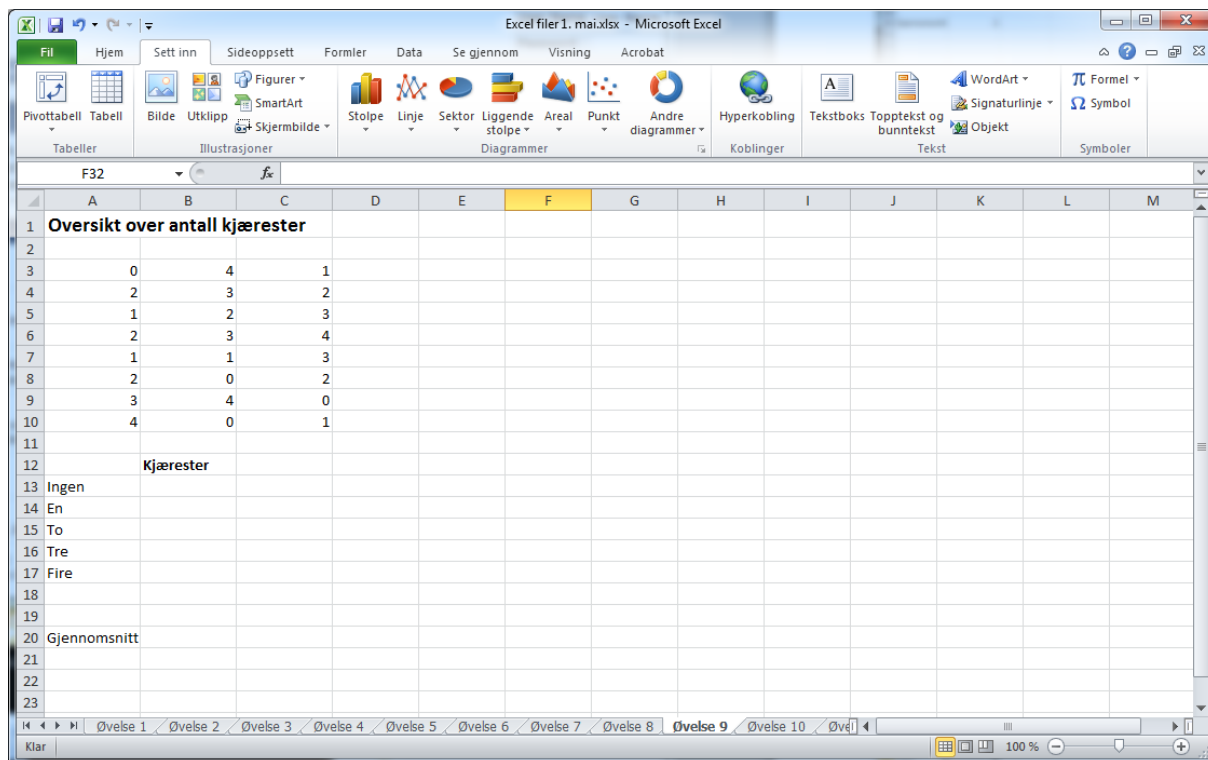 Excel filer1. mai.xlsx - Microsoft Excel
Fil Hjem Sett inn Sideoppsett Formler Data Se gjennom Visning Acrobat
Pivottabell Tabell
Tabeller
Bilde Utklipp Figurer SmartArt Skjermbilde
Illustrasjoner
Stolpe Linje Sektor Liggende stolpe Areal Punkt Andre diagrammer
Diagrammer
Hyperkobling
Koblinger
Tekstboks Topptekst og bunntekst WordArt Signaturlinje Objekt
Tekst
π Formel Ω Symbol
Symboler
F32 fx
A B C D E F G H I J K L M
1 Oversikt over antall kjærester
2
3 0 4 1
4 2 3 2
5 1 2 3
6 2 3 4
7 1 1 3
8 2 0 2
9 3 4 0
10 4 0 1
11
12 Kjærester
13 Ingen
14 En
15 To
16 Tre
17 Fire
18
19
20 Gjennomsnitt
21
22
23
Øvelse 1 Øvelse 2 Øvelse 3 Øvelse 4 Øvelse 5 Øvelse 6 Øvelse 7 Øvelse 8 Øvelse 9 Øvelse 10 Øve
Klar 100 %